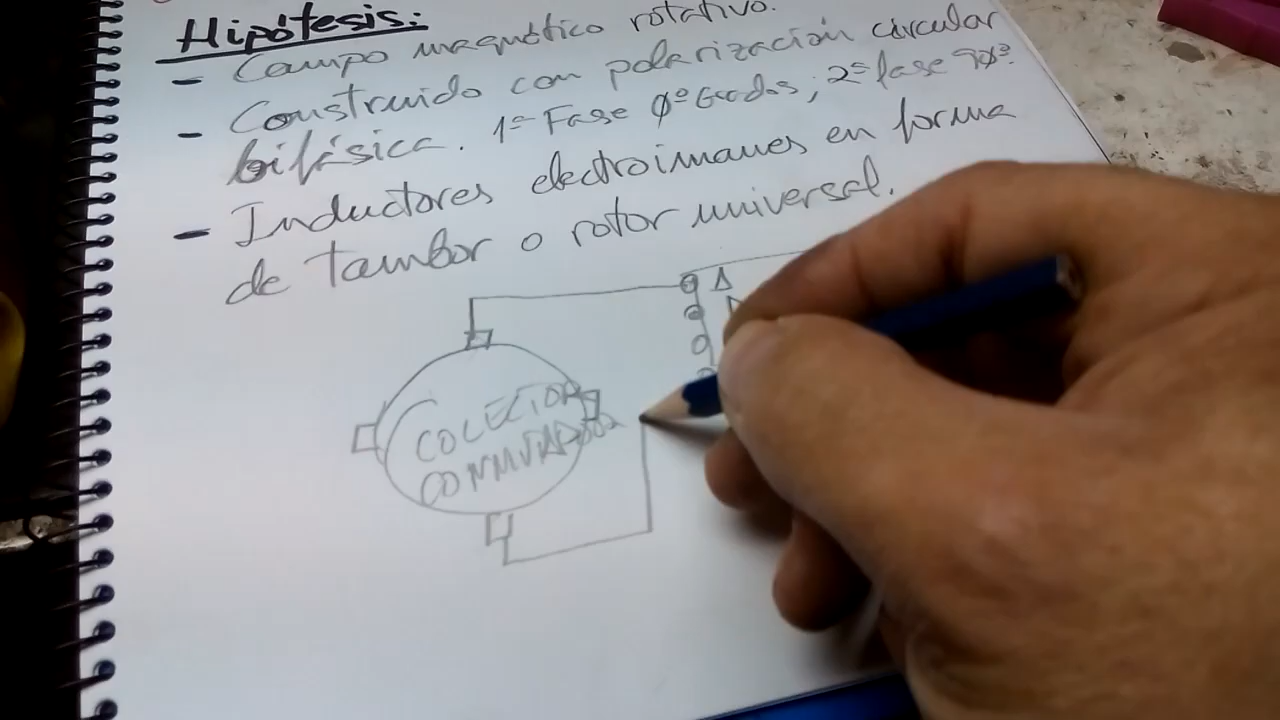 Hipótesis:
- Campo magnético rotativo.
- Construido con polarización circular
bifásica. 1ª Fase 0º Grados; 2ª fase 90º.
- Inductores electroimanes en forma
de tambor o rotor universal.
A
COLECTOR
CONMUTADOR